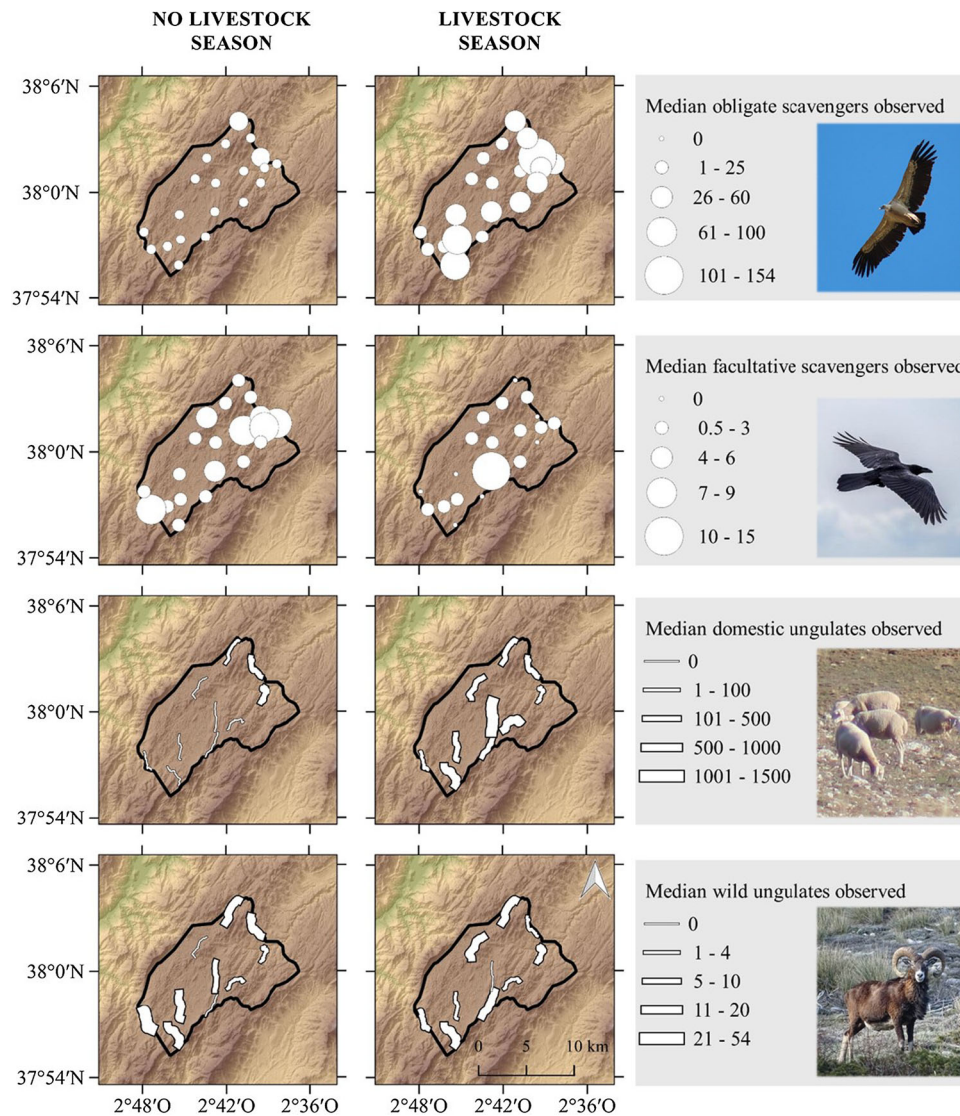 NO LIVESTOCK
SEASON
LIVESTOCK
SEASON
38°6′N
38°0′N
37°54′N
Median obligate scavengers observed
0
1 - 25
26 - 60
61 - 100
101 - 154
38°6′N
38°0′N
37°54′N
Median facultative scavengers observed
0
0.5 - 3
4 - 6
7 - 9
10 - 15
38°6′N
38°0′N
37°54′N
Median domestic ungulates observed
0
1 - 100
101 - 500
500 - 1000
1001 - 1500
38°6′N
38°0′N
37°54′N
Median wild ungulates observed
0
1 - 4
5 - 10
11 - 20
21 - 54
0 5 10 km
2°48′O 2°42′O 2°36′O 2°48′O 2°42′O 2°36′O